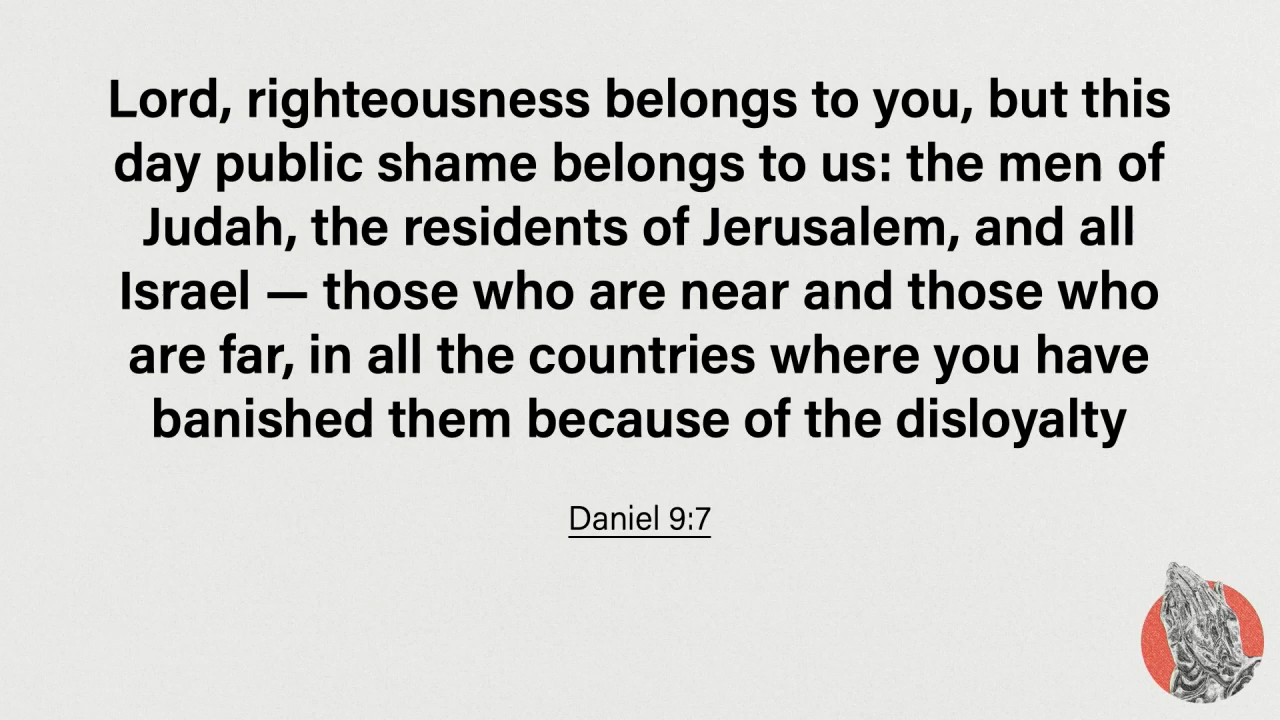 Lord, righteousness belongs to you, but this
day public shame belongs to us: the men of
Judah, the residents of Jerusalem, and all
Israel — those who are near and those who
are far, in all the countries where you have
banished them because of the disloyalty
Daniel 9:7